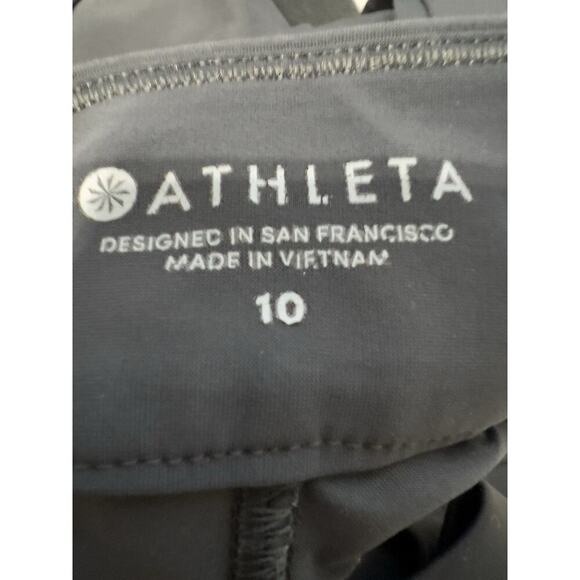 ATHLETA
DESIGNED IN SAN FRANCISCO
MADE IN VIETNAM
10